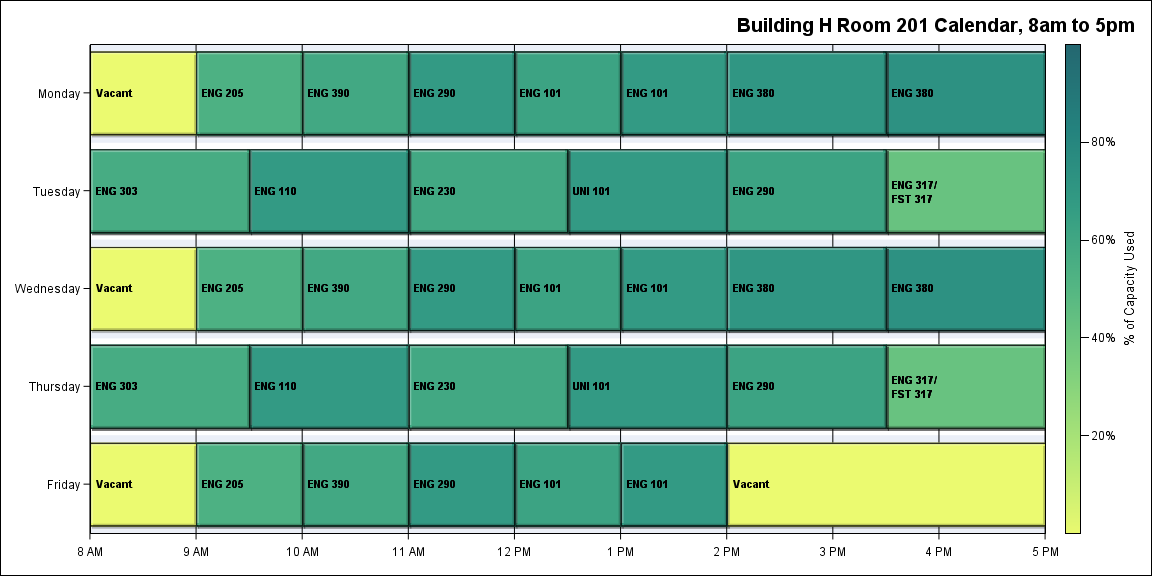 Building H Room 201 Calendar, 8am to 5pm
Monday
Vacant
ENG 205
ENG 390
ENG 290
ENG 101
ENG 101
ENG 380
ENG 380
Tuesday
ENG 303
ENG 110
ENG 230
UNI 101
ENG 290
ENG 317/
FST 317
Wednesday
Vacant
ENG 205
ENG 390
ENG 290
ENG 101
ENG 101
ENG 380
ENG 380
Thursday
ENG 303
ENG 110
ENG 230
UNI 101
ENG 290
ENG 317/
FST 317
Friday
Vacant
ENG 205
ENG 390
ENG 290
ENG 101
ENG 101
Vacant
8 AM
9 AM
10 AM
11 AM
12 PM
1 PM
2 PM
3 PM
4 PM
5 PM
80%
60%
40%
20%
% of Capacity Used